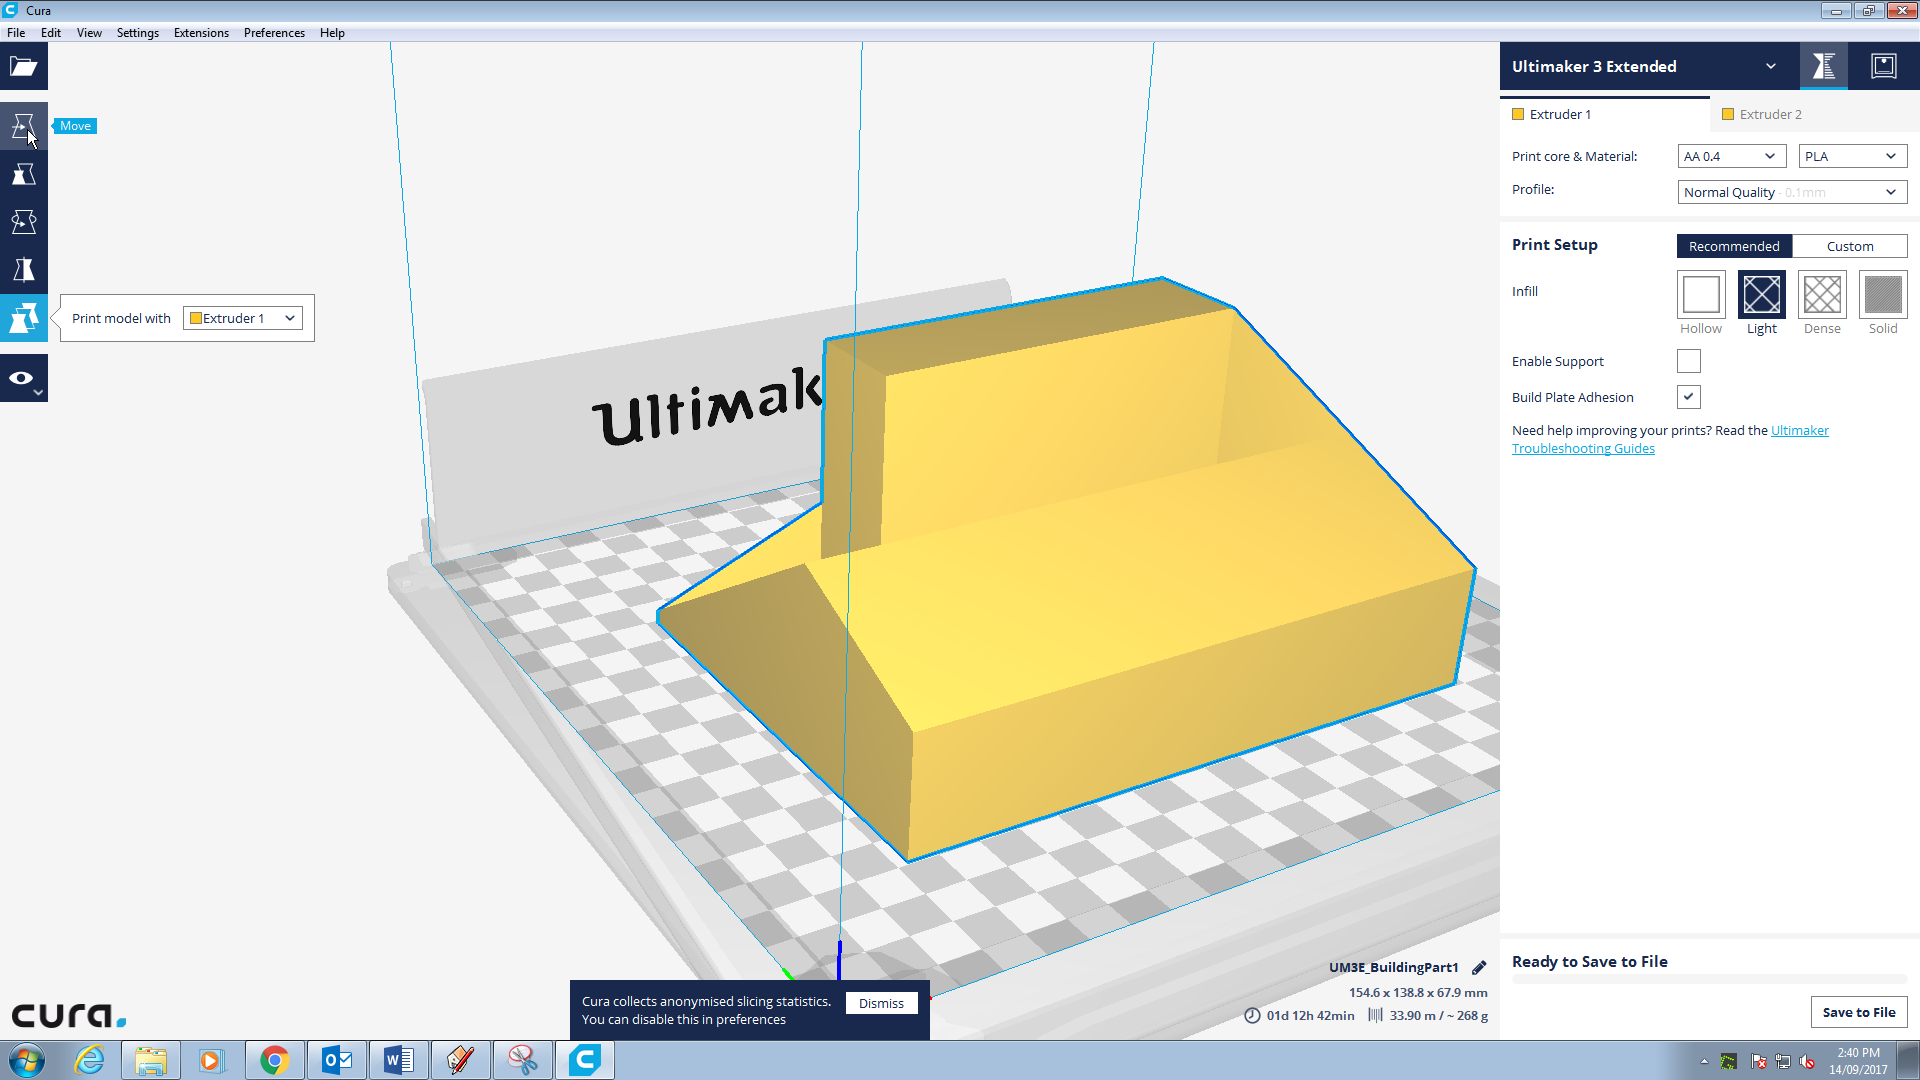 Cura
File Edit View Settings Extensions Preferences Help
Move
Print model with Extruder 1
Ultimak
Ultimaker 3 Extended
Extruder 1
Extruder 2
Print core & Material: AA 0.4 PLA
Profile: Normal Quality - 0.1mm
Print Setup Recommended Custom
Infill
Hollow Light Dense Solid
Enable Support
Build Plate Adhesion
Need help improving your prints? Read the Ultimaker
Troubleshooting Guides
UM3E_BuildingPart1
154.6 x 138.8 x 67.9 mm
01d 12h 42min 33.90 m / ~ 268 g
Ready to Save to File
Save to File
cura.
Cura collects anonymised slicing statistics.
You can disable this in preferences
Dismiss
2:40 PM
14/09/2017